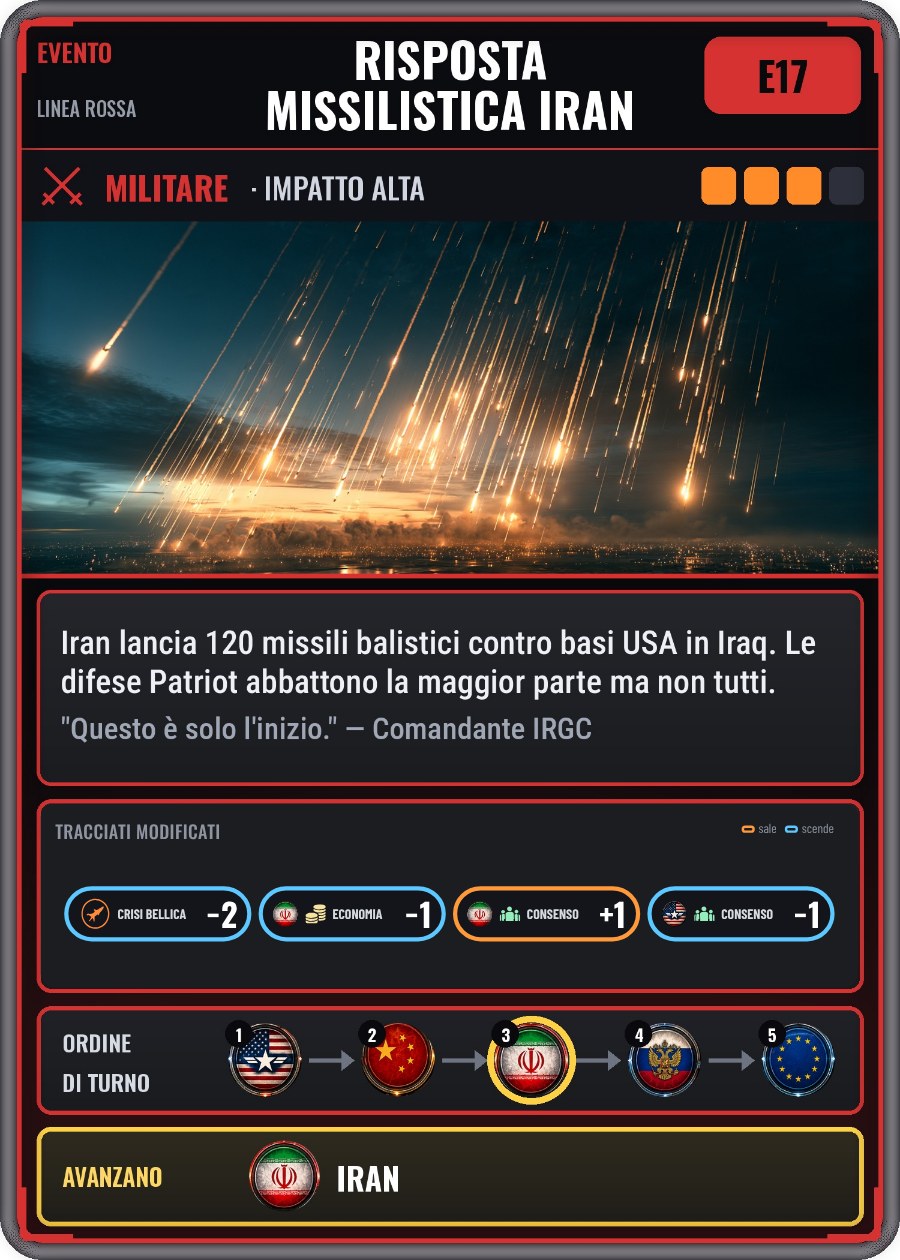 EVENTO
LINEA ROSSA
RISPOSTA
MISSILISTICA IRAN
E17
MILITARE · IMPATTO ALTA
Iran lancia 120 missili balistici contro basi USA in Iraq. Le
difese Patriot abbattono la maggior parte ma non tutti.
"Questo è solo l'inizio." — Comandante IRGC
TRACCIATI MODIFICATI
sale scende
CRISI BELLICA -2
ECONOMIA -1
CONSENSO +1
CONSENSO -1
ORDINE
DI TURNO
1 2 3 4 5
AVANZANO IRAN